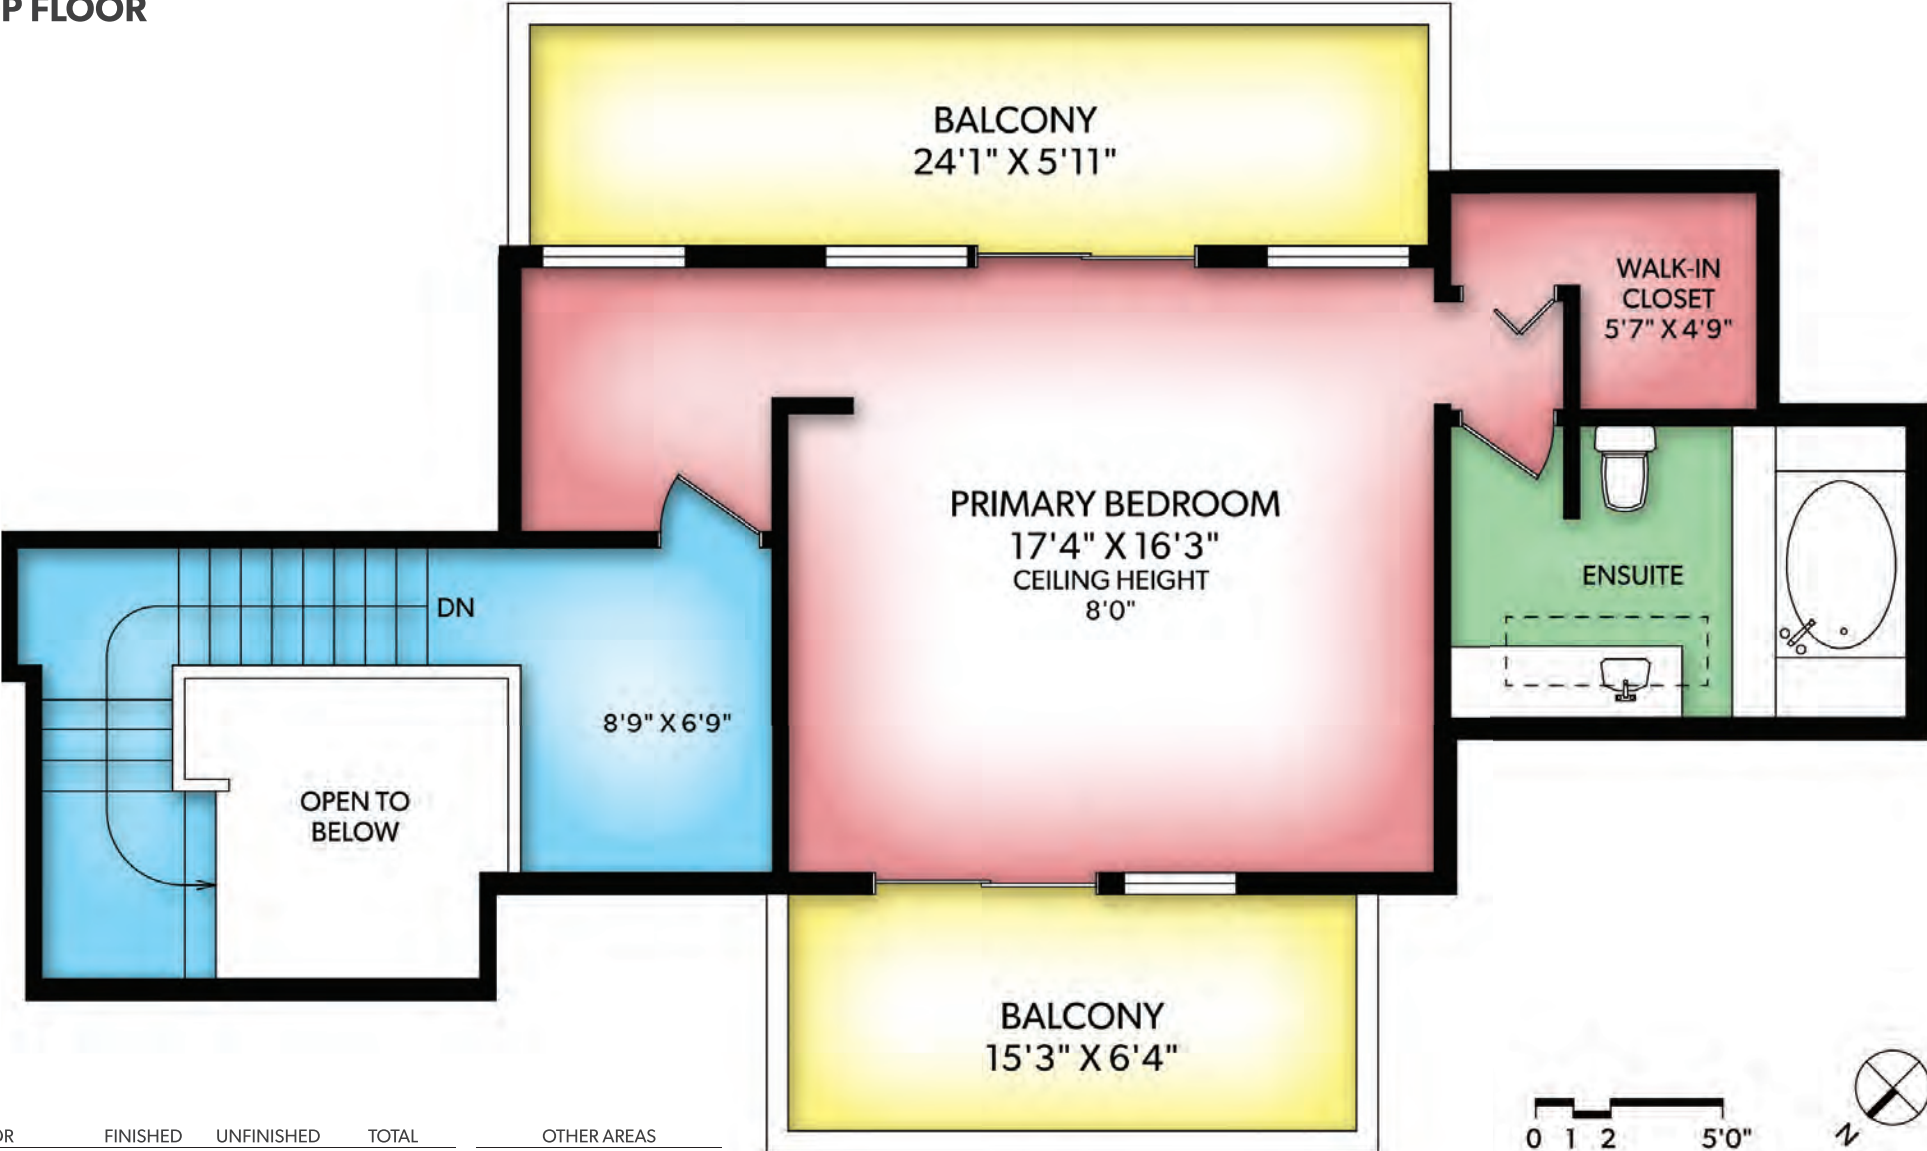 P FLOOR
BALCONY
24'1" X 5'11"
WALK-IN
CLOSET
5'7" X 4'9"
PRIMARY BEDROOM
17'4" X 16'3"
CEILING HEIGHT
8'0"
ENSUITE
DN
8'9" X 6'9"
OPEN TO
BELOW
BALCONY
15'3" X 6'4"
0 1 2 5'0"
N
OR FINISHED UNFINISHED TOTAL OTHER AREAS